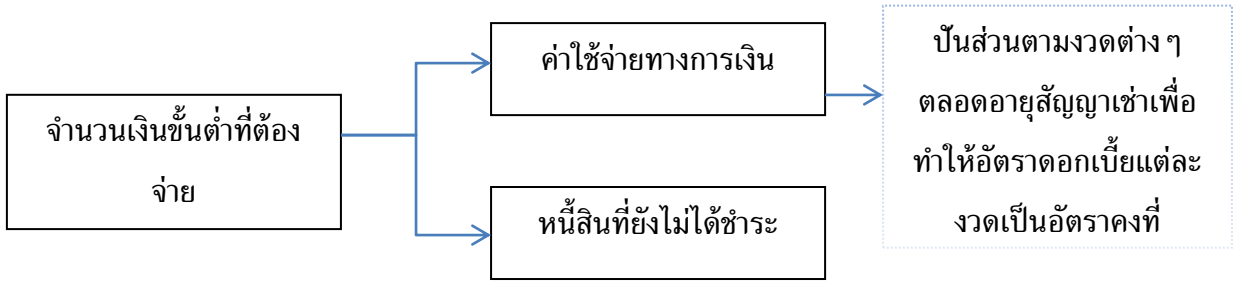 จำนวนเงินขั้นต่ำที่ต้อง
จ่าย
ค่าใช้จ่ายทางการเงิน
หนี้สินที่ยังไม่ได้ชำระ
ปันส่วนตามงวดต่าง ๆ
ตลอดอายุสัญญาเช่าเพื่อ
ทำให้อัตราดอกเบี้ยแต่ละ
งวดเป็นอัตราคงที่